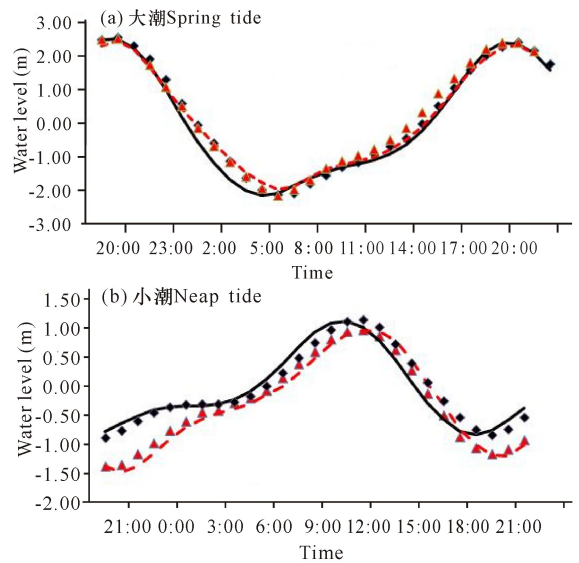 (a) 大潮Spring tide
Water level (m)
3.00
2.00
1.00
0.00
-1.00
-2.00
-3.00
20:00 23:00 2:00 5:00 8:00 11:00 14:00 17:00 20:00
Time
(b) 小潮Neap tide
Water level (m)
1.50
1.00
0.50
0.00
-0.50
-1.00
-1.50
-2.00
21:00 0:00 3:00 6:00 9:00 12:00 15:00 18:00 21:00
Time